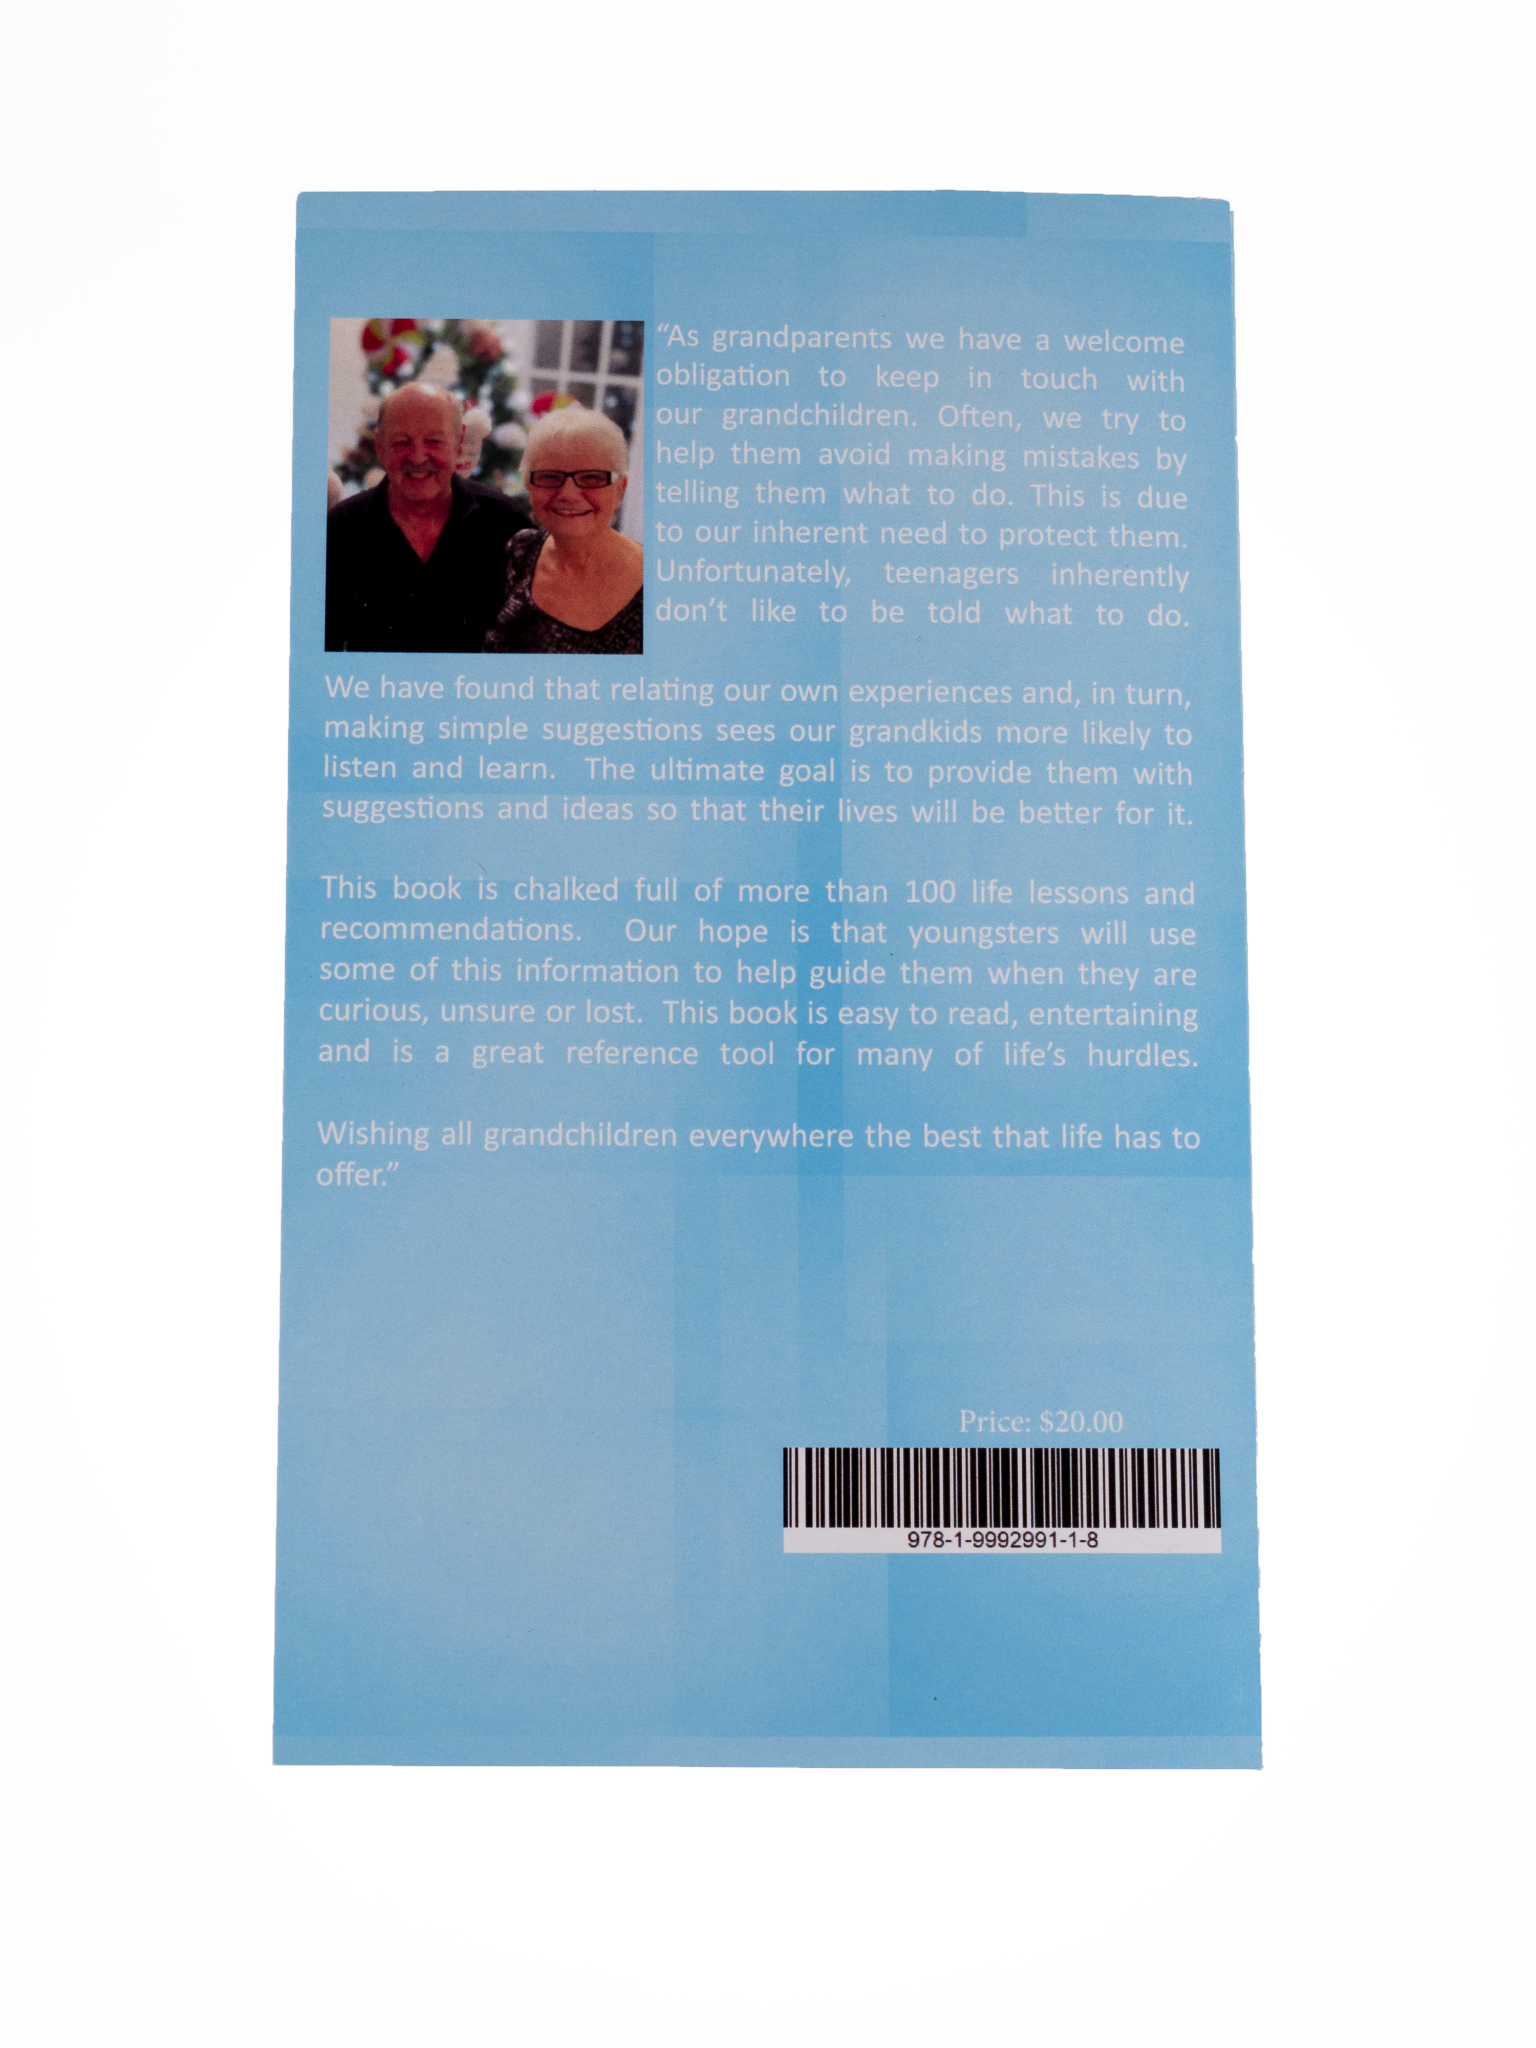 “As grandparents we have a welcome
obligation to keep in touch with
our grandchildren. Often, we try to
help them avoid making mistakes by
telling them what to do. This is due
to our inherent need to protect them.
Unfortunately, teenagers inherently
don’t like to be told what to do.
We have found that relating our own experiences and, in turn,
making simple suggestions sees our grandkids more likely to
listen and learn. The ultimate goal is to provide them with
suggestions and ideas so that their lives will be better for it.
This book is chalked full of more than 100 life lessons and
recommendations. Our hope is that youngsters will use
some of this information to help guide them when they are
curious, unsure or lost. This book is easy to read, entertaining
and is a great reference tool for many of life’s hurdles.
Wishing all grandchildren everywhere the best that life has to
offer.”
Price: $20.00
978-1-9992991-1-8